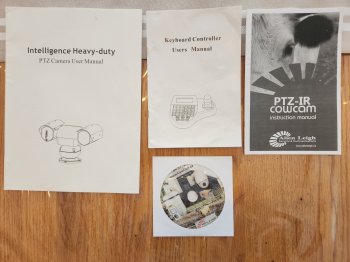 Intelligence Heavy-duty
PTZ Camera User Manual
Keyboard Controller
Users Manual
PTZ-IR
cowcam
instruction manual
Allen Leigh